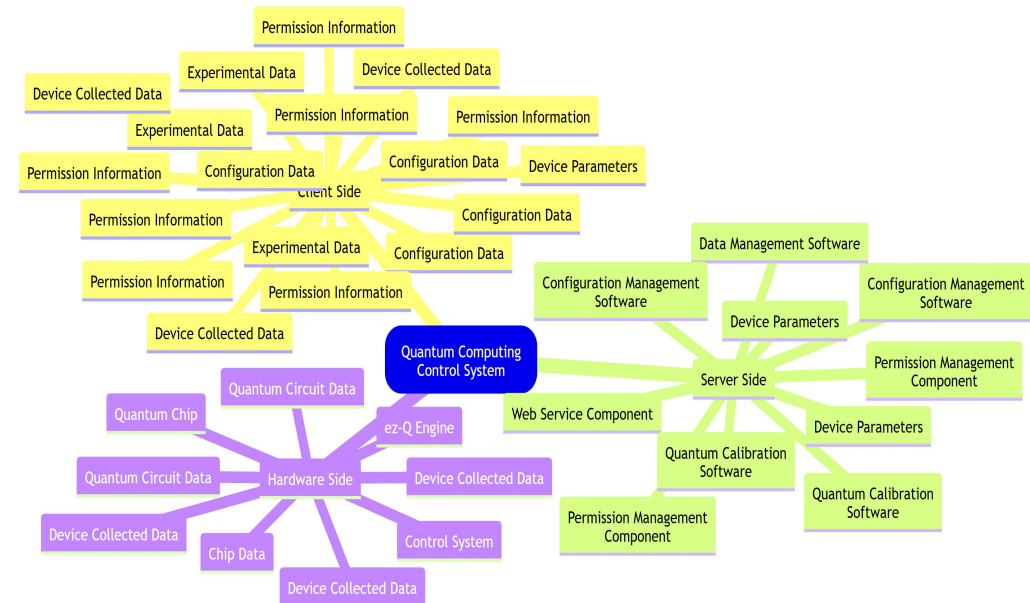 Permission Information
Experimental Data
Device Collected Data
Device Collected Data
Permission Information
Permission Information
Experimental Data
Configuration Data
Device Parameters
Permission Information
Configuration Data
Client Side
Configuration Data
Permission Information
Experimental Data
Configuration Data
Permission Information
Permission Information
Device Collected Data
Quantum Computing
Control System
Data Management Software
Configuration Management
Software
Configuration Management
Software
Device Parameters
Permission Management
Component
Server Side
Web Service Component
Device Parameters
Quantum Calibration
Software
Quantum Calibration
Software
Permission Management
Component
Quantum Circuit Data
Quantum Chip
ez-Q Engine
Quantum Circuit Data
Hardware Side
Device Collected Data
Device Collected Data
Control System
Chip Data
Device Collected Data